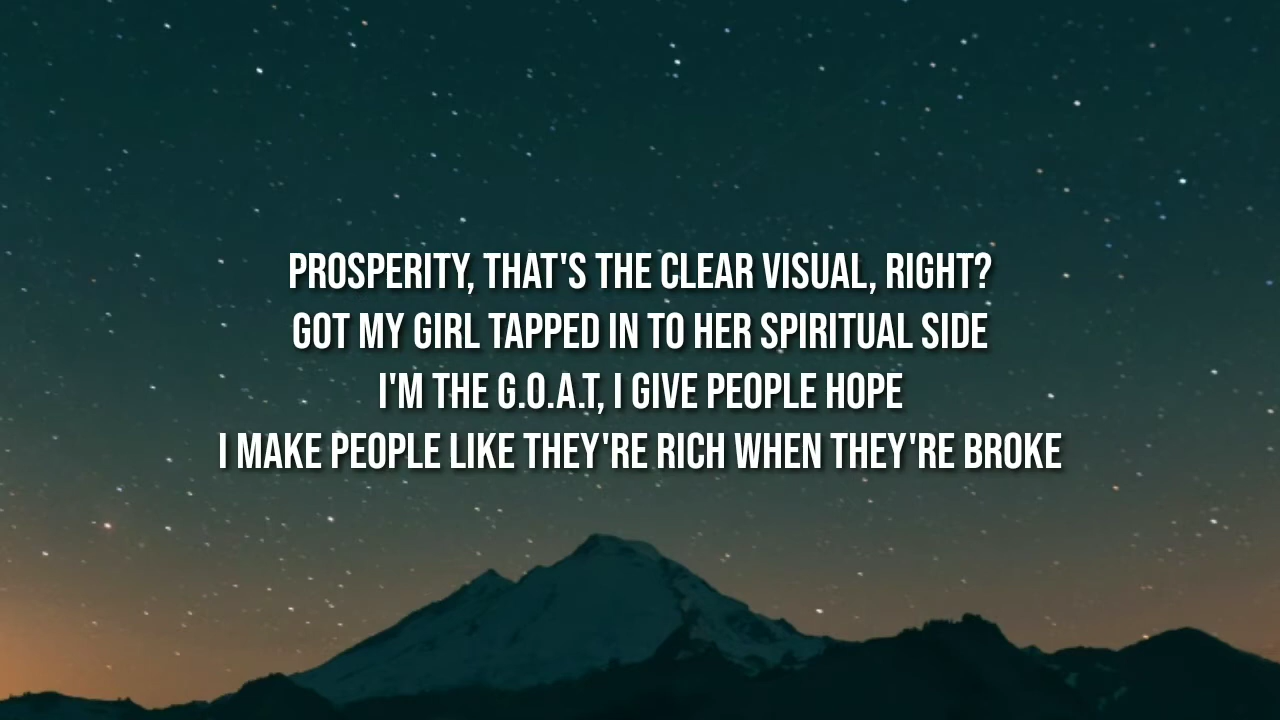 PROSPERITY, THAT'S THE CLEAR VISUAL, RIGHT?
GOT MY GIRL TAPPED IN TO HER SPIRITUAL SIDE
I'M THE G.O.A.T, I GIVE PEOPLE HOPE
I MAKE PEOPLE LIKE THEY'RE RICH WHEN THEY'RE BROKE